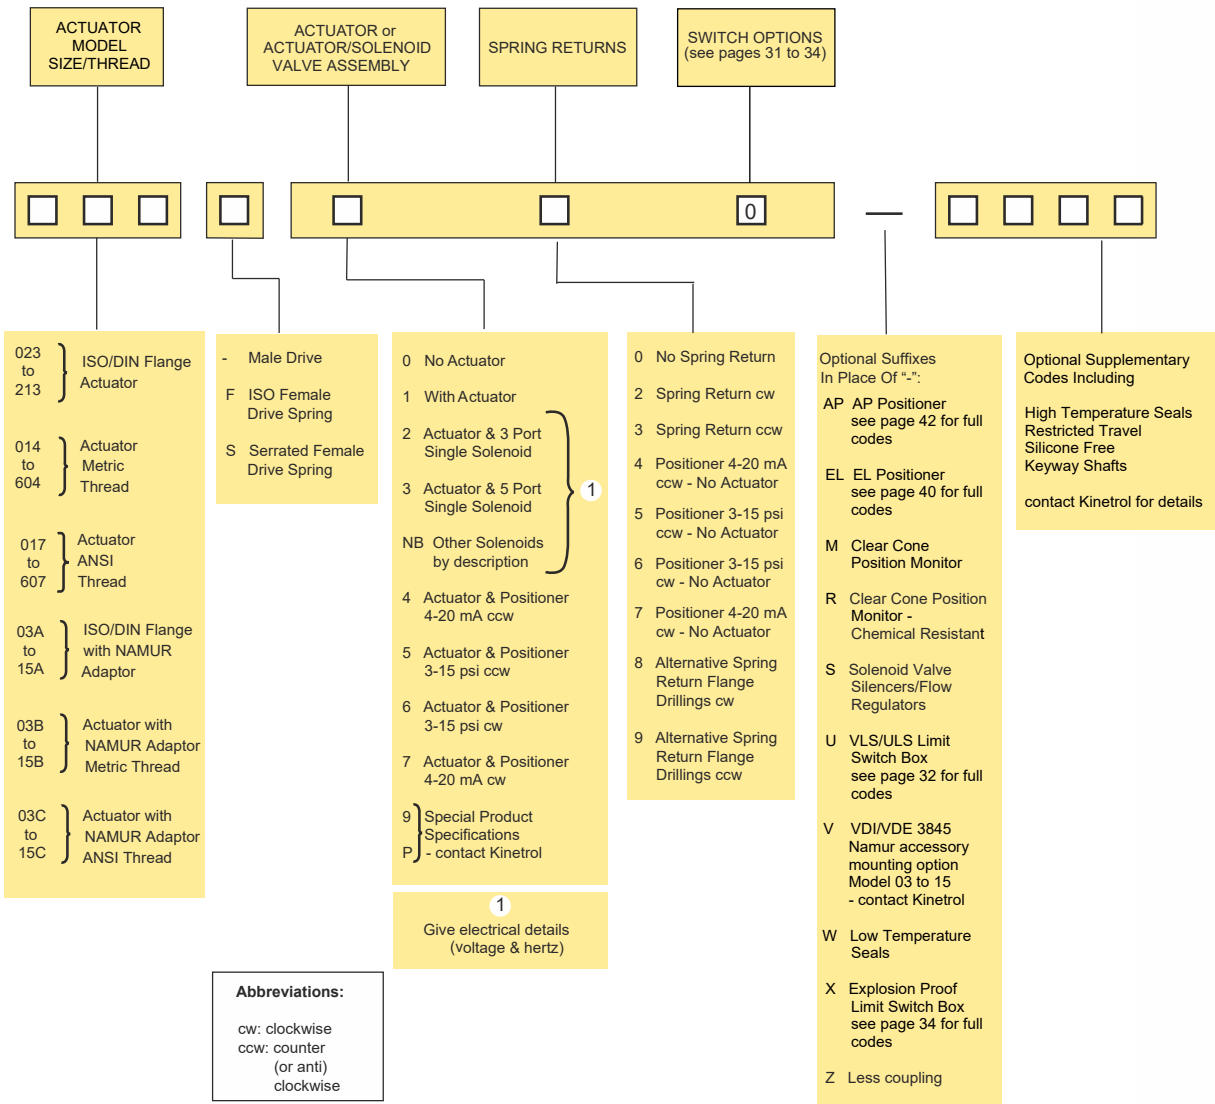 ACTUATOR
MODEL
SIZE/THREAD
ACTUATOR or
ACTUATOR/SOLENOID
VALVE ASSEMBLY
SPRING RETURNS
SWITCH OPTIONS
(see pages 31 to 34)
0
—
023
to
213
ISO/DIN Flange
Actuator
014
to
604
Actuator
Metric
Thread
017
to
607
Actuator
ANSI
Thread
03A
to
15A
ISO/DIN Flange
with NAMUR
Adaptor
03B
to
15B
Actuator with
NAMUR Adaptor
Metric Thread
03C
to
15C
Actuator with
NAMUR Adaptor
ANSI Thread
- Male Drive
F ISO Female
Drive Spring
S Serrated Female
Drive Spring
0 No Actuator
1 With Actuator
2 Actuator & 3 Port
Single Solenoid
3 Actuator & 5 Port
Single Solenoid
NB Other Solenoids
by description
1
4 Actuator & Positioner
4-20 mA ccw
5 Actuator & Positioner
3-15 psi ccw
6 Actuator & Positioner
3-15 psi cw
7 Actuator & Positioner
4-20 mA cw
9 Special Product
Specifications
P - contact Kinetrol
1
Give electrical details
(voltage & hertz)
0 No Spring Return
2 Spring Return cw
3 Spring Return ccw
4 Positioner 4-20 mA
ccw - No Actuator
5 Positioner 3-15 psi
ccw - No Actuator
6 Positioner 3-15 psi
cw - No Actuator
7 Positioner 4-20 mA
cw - No Actuator
8 Alternative Spring
Return Flange
Drillings cw
9 Alternative Spring
Return Flange
Drillings ccw
Optional Suffixes
In Place Of “-”:
AP AP Positioner
see page 42 for full
codes
EL EL Positioner
see page 40 for full
codes
M Clear Cone
Position Monitor
R Clear Cone Position
Monitor -
Chemical Resistant
S Solenoid Valve
Silencers/Flow
Regulators
U VLS/ULS Limit
Switch Box
see page 32 for full
codes
V VDI/VDE 3845
Namur accessory
mounting option
Model 03 to 15
- contact Kinetrol
W Low Temperature
Seals
X Explosion Proof
Limit Switch Box
see page 34 for full
codes
Z Less coupling
Optional Supplementary
Codes Including
High Temperature Seals
Restricted Travel
Silicone Free
Keyway Shafts
contact Kinetrol for details
Abbreviations:
cw: clockwise
ccw: counter
(or anti)
clockwise